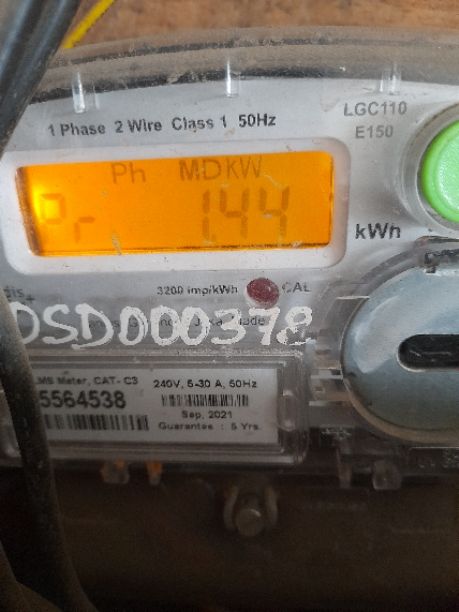 LGC110
E150
1 Phase 2 Wire Class 1 50Hz
Ph MDKW
Pr 1.44
kWh
3200 imp/kWh CAL
DSD000378
LMS Meter, CAT- C3
240V, 5-30 A, 50Hz
5564538
Sep, 2021
Guarantee : 5 Yrs.